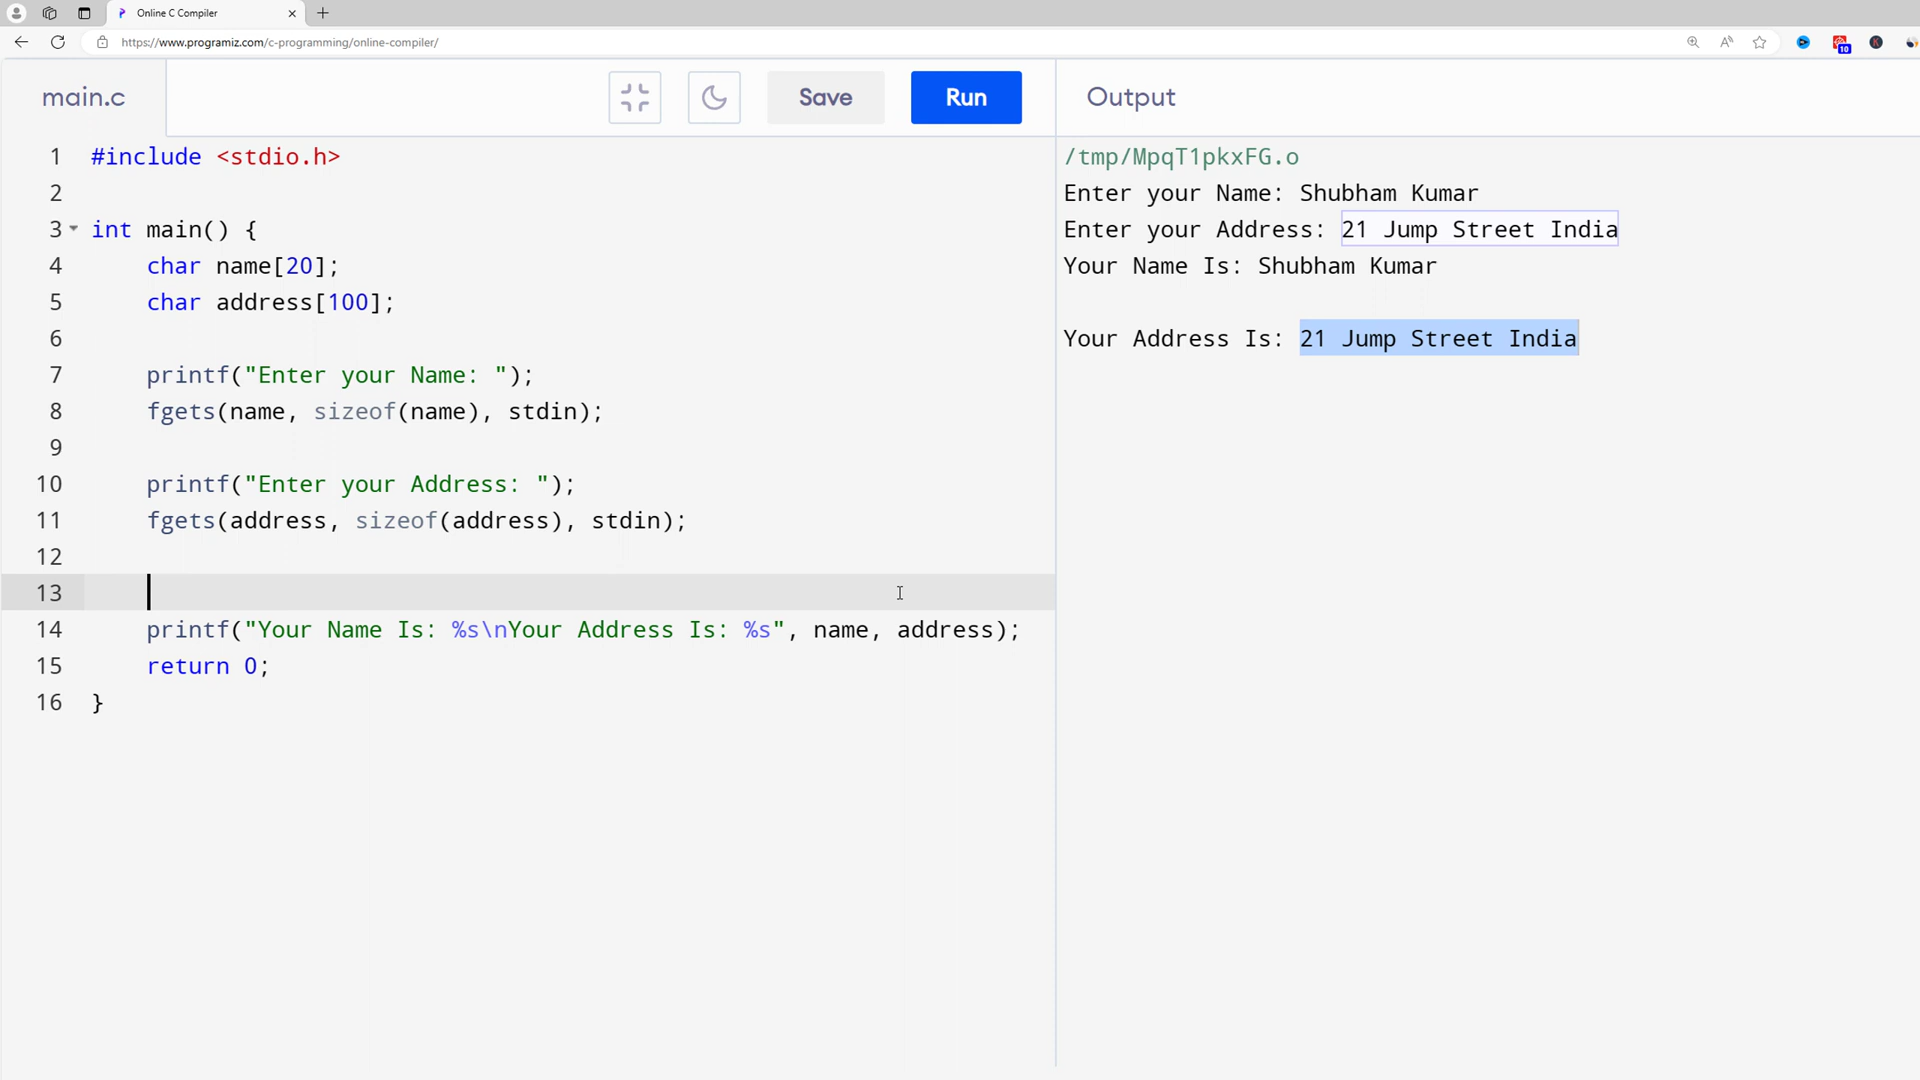 Online C Compiler
https://www.programiz.com/c-programming/online-compiler/
10
main.c
Save
Run
Output
1 #include <stdio.h>
2
3 int main() {
4 char name[20];
5 char address[100];
6
7 printf("Enter your Name: ");
8 fgets(name, sizeof(name), stdin);
9
10 printf("Enter your Address: ");
11 fgets(address, sizeof(address), stdin);
12
13
14 printf("Your Name Is: %s\nYour Address Is: %s", name, address);
15 return 0;
16 }
/tmp/MpqT1pkxFG.o
Enter your Name: Shubham Kumar
Enter your Address: 21 Jump Street India
Your Name Is: Shubham Kumar
Your Address Is: 21 Jump Street India